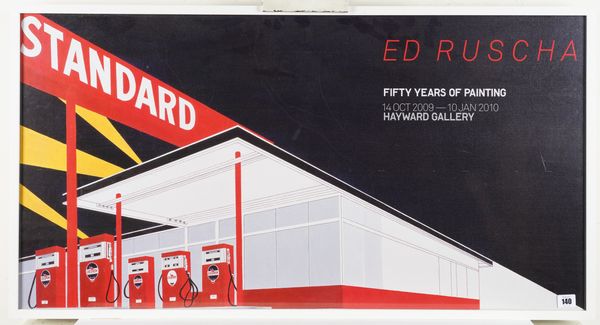 STANDARD
ED RUSCHA
FIFTY YEARS OF PAINTING
14 OCT 2009 — 10 JAN 2010
HAYWARD GALLERY
140